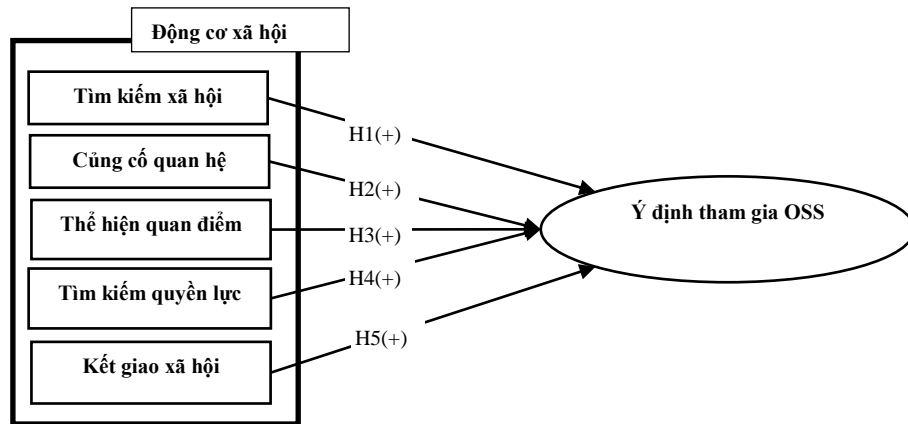 Động cơ xã hội
Tìm kiếm xã hội
H1(+)
Củng cố quan hệ
H2(+)
Ý định tham gia OSS
Thể hiện quan điểm
H3(+)
Tìm kiếm quyền lực
H4(+)
H5(+)
Kết giao xã hội